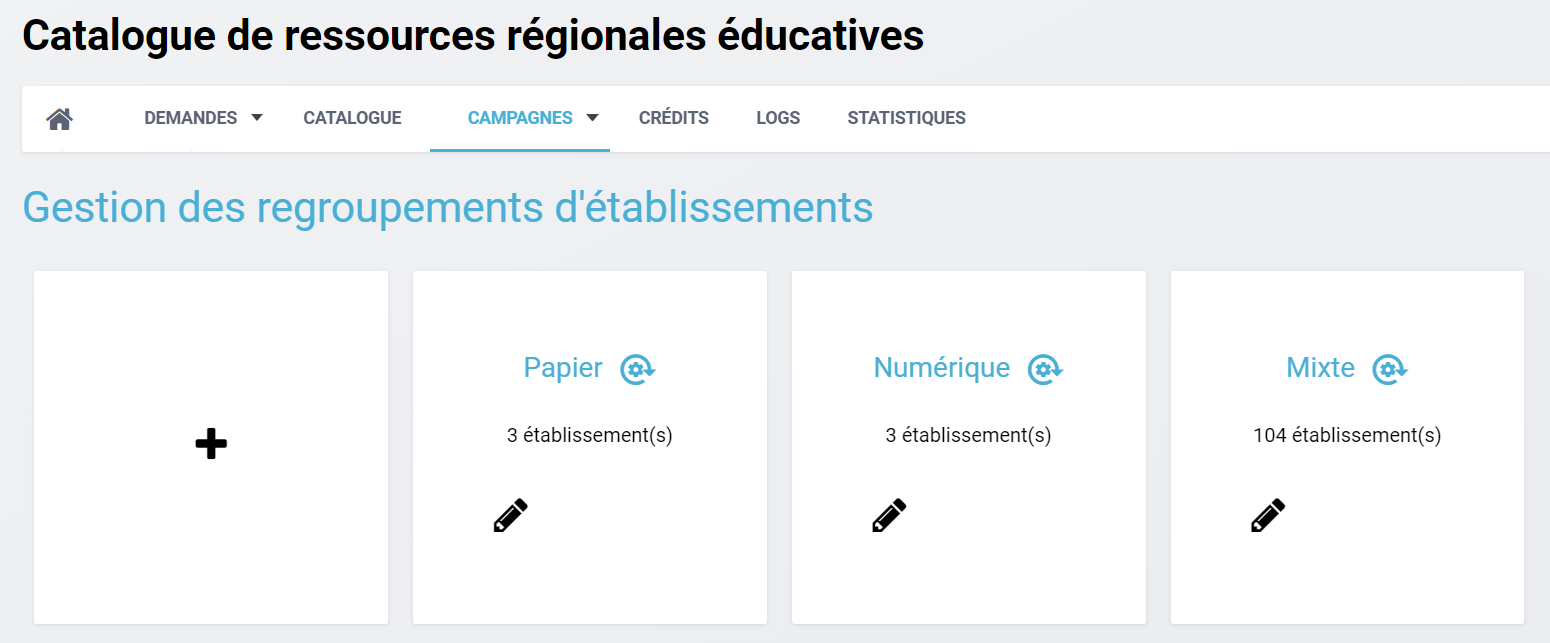 Catalogue de ressources régionales éducatives
DEMANDES CATALOGUE CAMPAGNES CRÉDITS LOGS STATISTIQUES
Gestion des regroupements d'établissements
Papier
3 établissement(s)
Numérique
3 établissement(s)
Mixte
104 établissement(s)